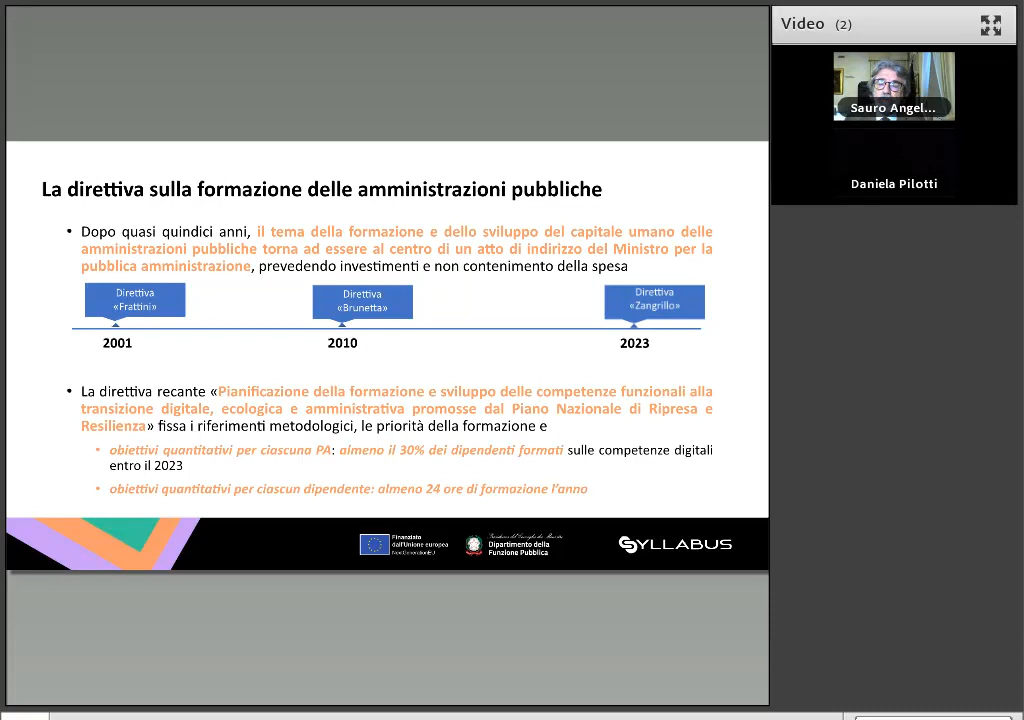 Video (2)
Sauro Angel...
Daniela Pilotti
La direttiva sulla formazione delle amministrazioni pubbliche
• Dopo quasi quindici anni, il tema della formazione e dello sviluppo del capitale umano delle
amministrazioni pubbliche torna ad essere al centro di un atto di indirizzo del Ministro per la
pubblica amministrazione, prevedendo investimenti e non contenimento della spesa
Direttiva
«Frattini»
Direttiva
«Brunetta»
Direttiva
«Zangrillo»
2001
2010
2023
• La direttiva recante «Pianificazione della formazione e sviluppo delle competenze funzionali alla
transizione digitale, ecologica e amministrativa promosse dal Piano Nazionale di Ripresa e
Resilienza» fissa i riferimenti metodologici, le priorità della formazione e
• obiettivi quantitativi per ciascuna PA: almeno il 30% dei dipendenti formati sulle competenze digitali
entro il 2023
• obiettivi quantitativi per ciascun dipendente: almeno 24 ore di formazione l'anno
Finanziato
dall'Unione europea
NextGenerationEU
Presidenza del Consiglio dei Ministri
Dipartimento della
Funzione Pubblica
SYLLABUS